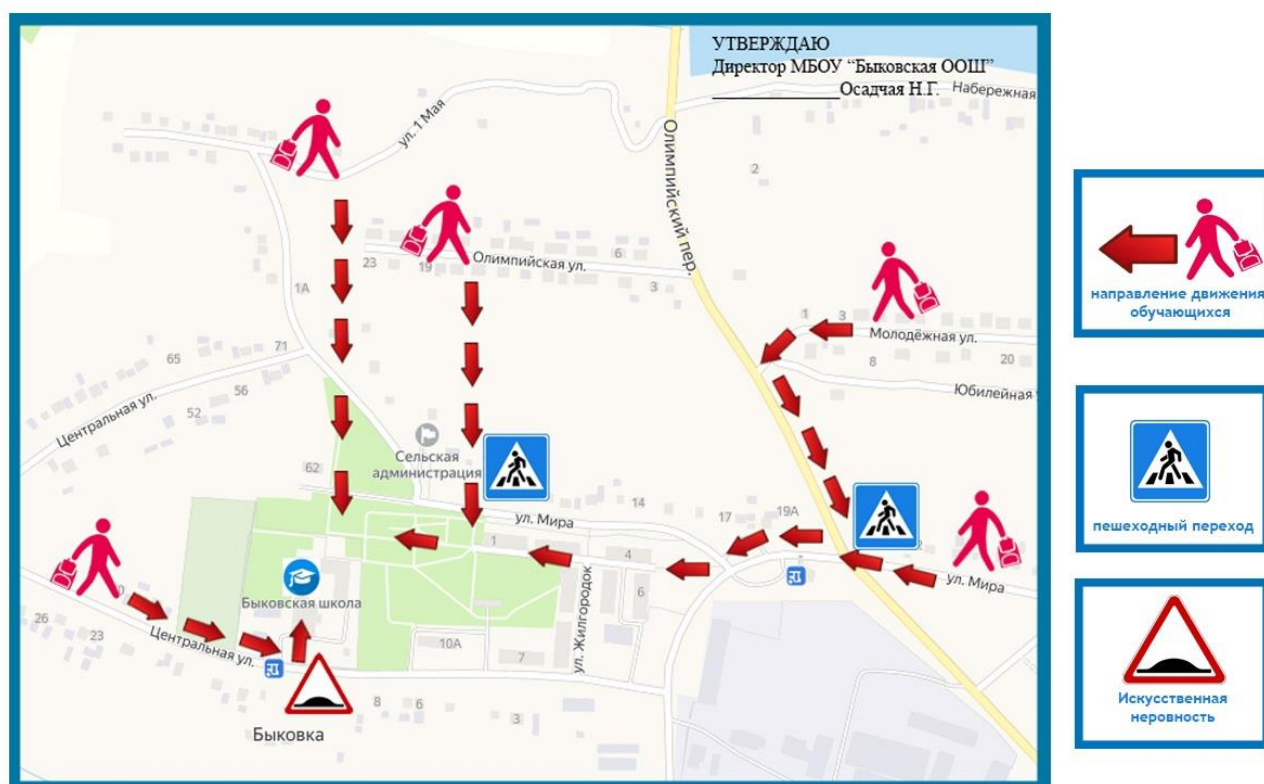 УТВЕРЖДАЮ
Директор МБОУ “Быковская ООШ”
Осадчая Н.Г.
Набережная
ул. 1 Мая
Олимпийский пер.
2
23
19
Олимпийская ул.
6
3
1А
1
3
Молодёжная ул.
8
20
Юбилейная
65
71
56
52
Центральная ул.
Сельская
администрация
62
14
17
19А
ул. Мира
1
4
6
ул. Мира
Быковская школа
ул. Жилгородок
10А
7
26
23
Центральная ул.
8
6
3
Быковка
направление движения
обучающихся
пешеходный переход
Искусственная
неровность